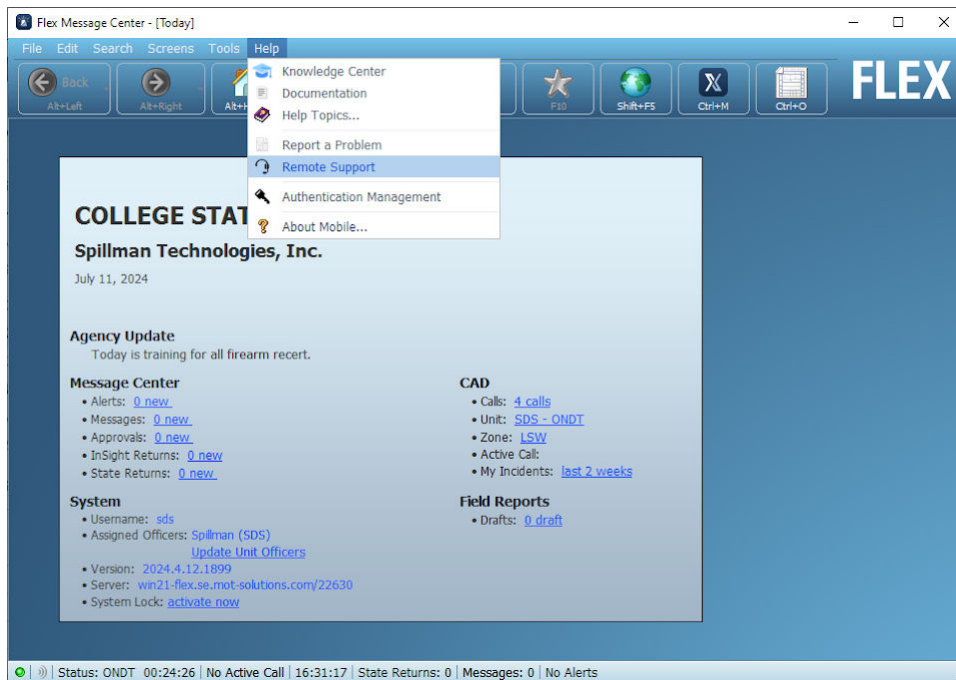 Flex Message Center - [Today]
File Edit Search Screens Tools Help
Back
Alt+Left
Alt+Right
F10
Shift+F5
Ctrl+M
Ctrl+O
FLEX
Knowledge Center
Documentation
Help Topics...
Report a Problem
Remote Support
Authentication Management
About Mobile...
COLLEGE STAT
Spillman Technologies, Inc.
July 11, 2024
Agency Update
Today is training for all firearm recert.
Message Center
• Alerts: 0 new
• Messages: 0 new
• Approvals: 0 new
• InSight Returns: 0 new
• State Returns: 0 new
CAD
• Calls: 4 calls
• Unit: SDS - ONDT
• Zone: LSW
• Active Call:
• My Incidents: last 2 weeks
System
• Username: sds
• Assigned Officers: Spillman (SDS)
Update Unit Officers
• Version: 2024.4.12.1899
• Server: win21-flex.se.mot-solutions.com/22630
• System Lock: activate now
Field Reports
• Drafts: 0 draft
Status: ONDT 00:24:26 | No Active Call | 16:31:17 | State Returns: 0 | Messages: 0 | No Alerts